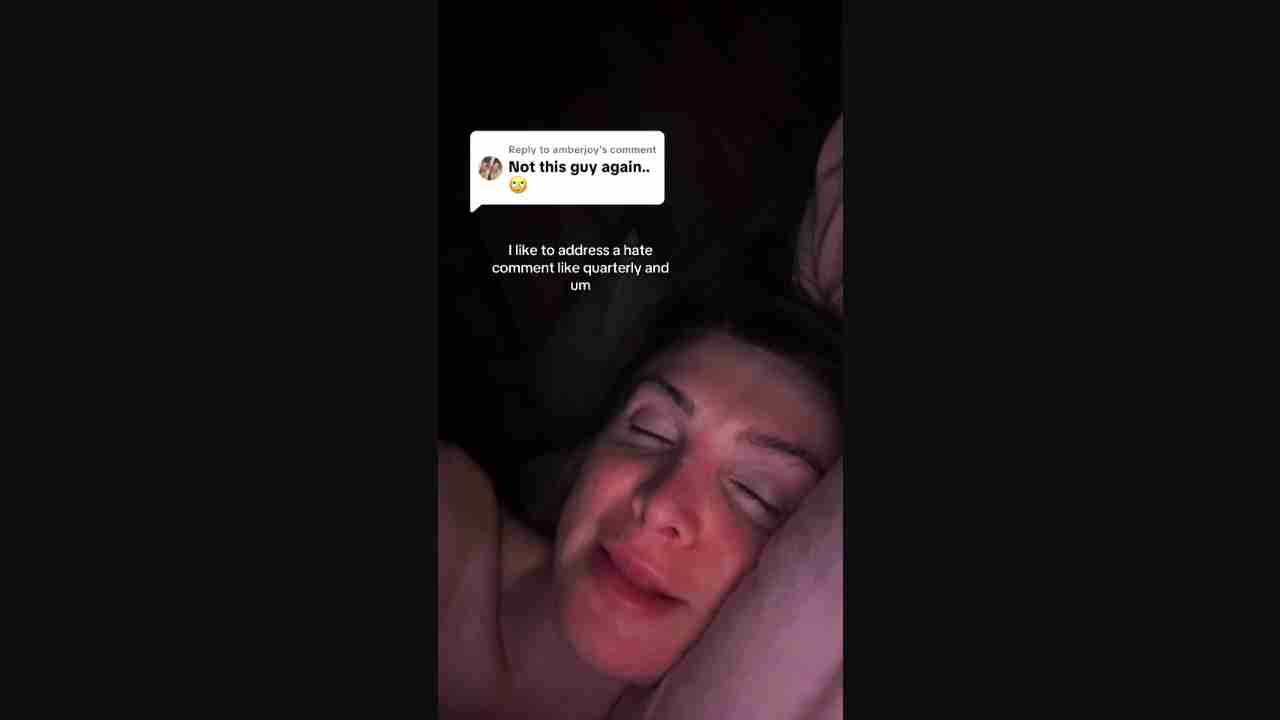 Reply to amberjoy's comment
Not this guy again..
🙄
I like to address a hate
comment like quarterly and
um